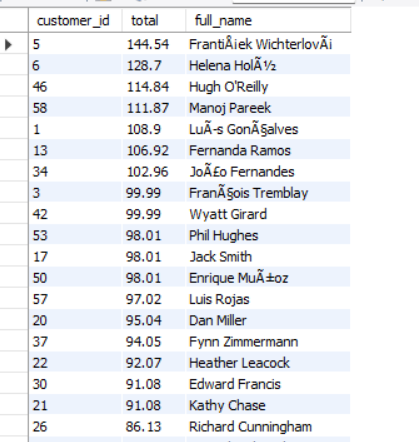 customer_id total full_name
5 144.54 FrantiÅiek WichterlovÃi
6 128.7 Helena HolÃ½
46 114.84 Hugh O'Reilly
58 111.87 Manoj Pareek
1 108.9 LuÃ-s GonÃ§alves
13 106.92 Fernanda Ramos
34 102.96 JoÃ£o Fernandes
3 99.99 FranÃ§ois Tremblay
42 99.99 Wyatt Girard
53 98.01 Phil Hughes
17 98.01 Jack Smith
50 98.01 Enrique MuÃ±oz
57 97.02 Luis Rojas
20 95.04 Dan Miller
37 94.05 Fynn Zimmermann
22 92.07 Heather Leacock
30 91.08 Edward Francis
21 91.08 Kathy Chase
26 86.13 Richard Cunningham